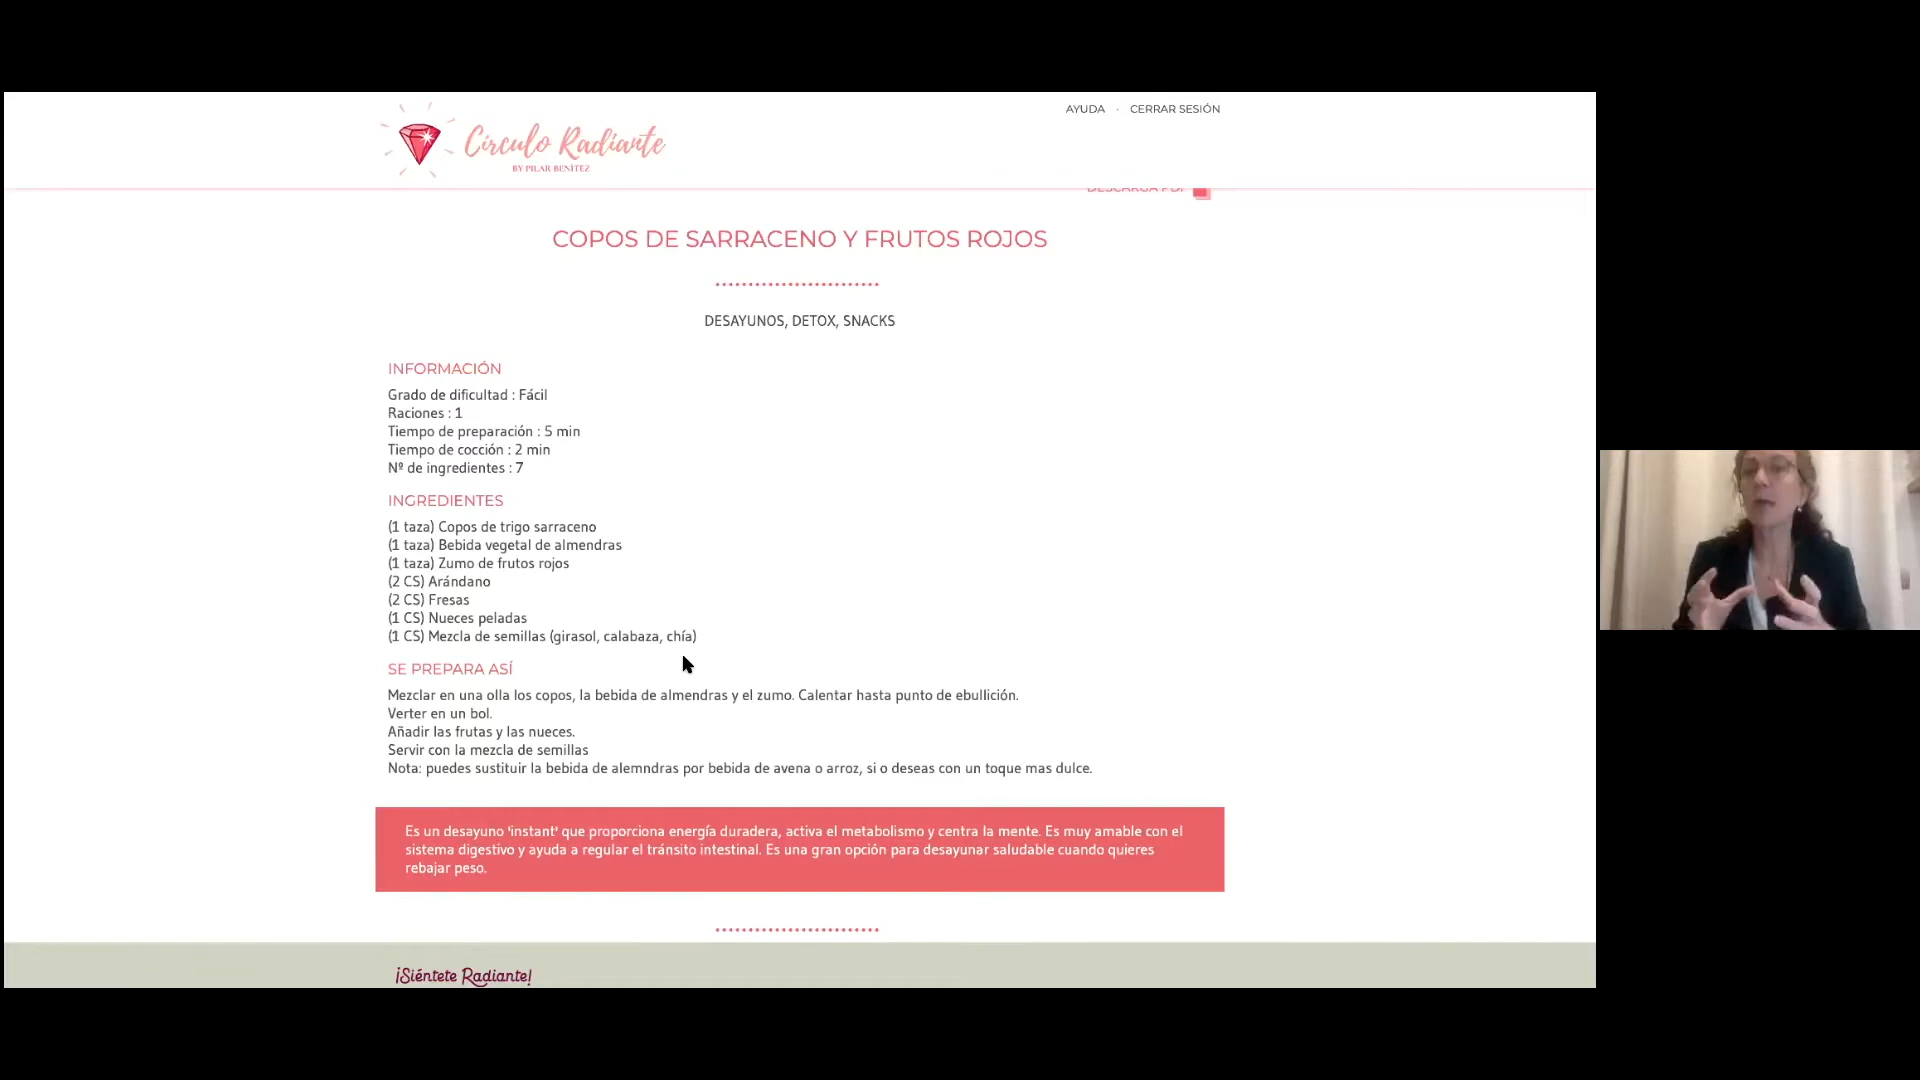 AYUDA · CERRAR SESIÓN
Círculo Radiante
BY PILAR BENÍTEZ
DESCARGA PDF
COPOS DE SARRACENO Y FRUTOS ROJOS
DESAYUNOS, DETOX, SNACKS
INFORMACIÓN
Grado de dificultad : Fácil
Raciones : 1
Tiempo de preparación : 5 min
Tiempo de cocción : 2 min
Nº de ingredientes : 7
INGREDIENTES
(1 taza) Copos de trigo sarraceno
(1 taza) Bebida vegetal de almendras
(1 taza) Zumo de frutos rojos
(2 CS) Arándano
(2 CS) Fresas
(1 CS) Nueces peladas
(1 CS) Mezcla de semillas (girasol, calabaza, chía)
SE PREPARA ASÍ
Mezclar en una olla los copos, la bebida de almendras y el zumo. Calentar hasta punto de ebullición.
Verter en un bol.
Añadir las frutas y las nueces.
Servir con la mezcla de semillas
Nota: puedes sustituir la bebida de alemndras por bebida de avena o arroz, si o deseas con un toque mas dulce.
Es un desayuno 'instant' que proporciona energía duradera, activa el metabolismo y centra la mente. Es muy amable con el
sistema digestivo y ayuda a regular el tránsito intestinal. Es una gran opción para desayunar saludable cuando quieres
rebajar peso.
¡Siéntete Radiante!